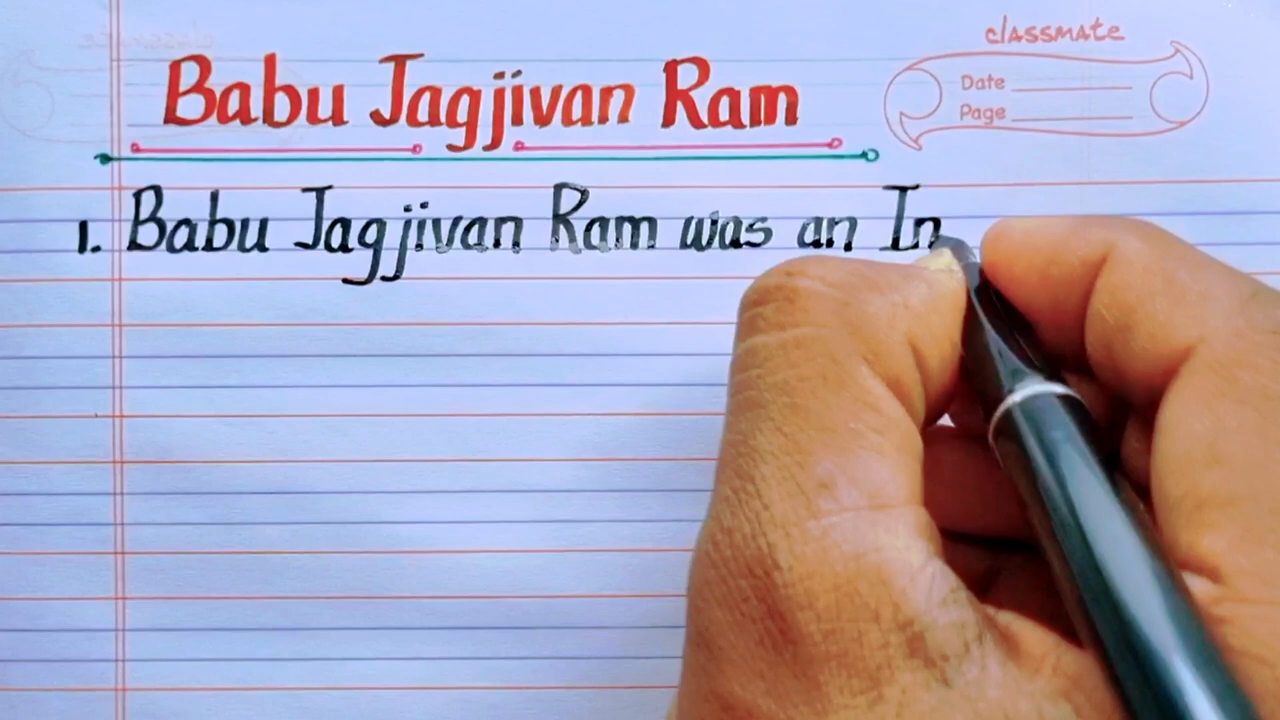 classmate
Babu Jagjivan Ram
Date
Page
1. Babu Jagjivan Ram was an In